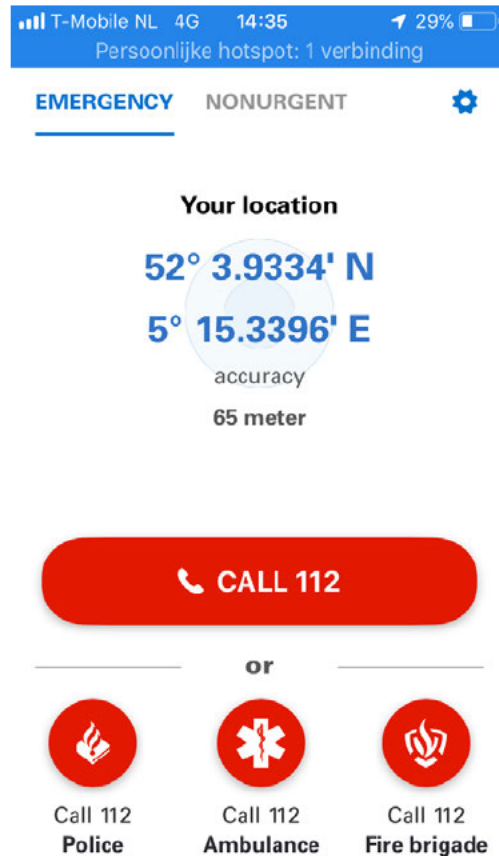 T-Mobile NL 4G 14:35 29%
Persoonlijke hotspot: 1 verbinding
EMERGENCY NONURGENT
Your location
52° 3.9334' N
5° 15.3396' E
accuracy
65 meter
CALL 112
or
Call 112 Call 112 Call 112
Police Ambulance Fire brigade